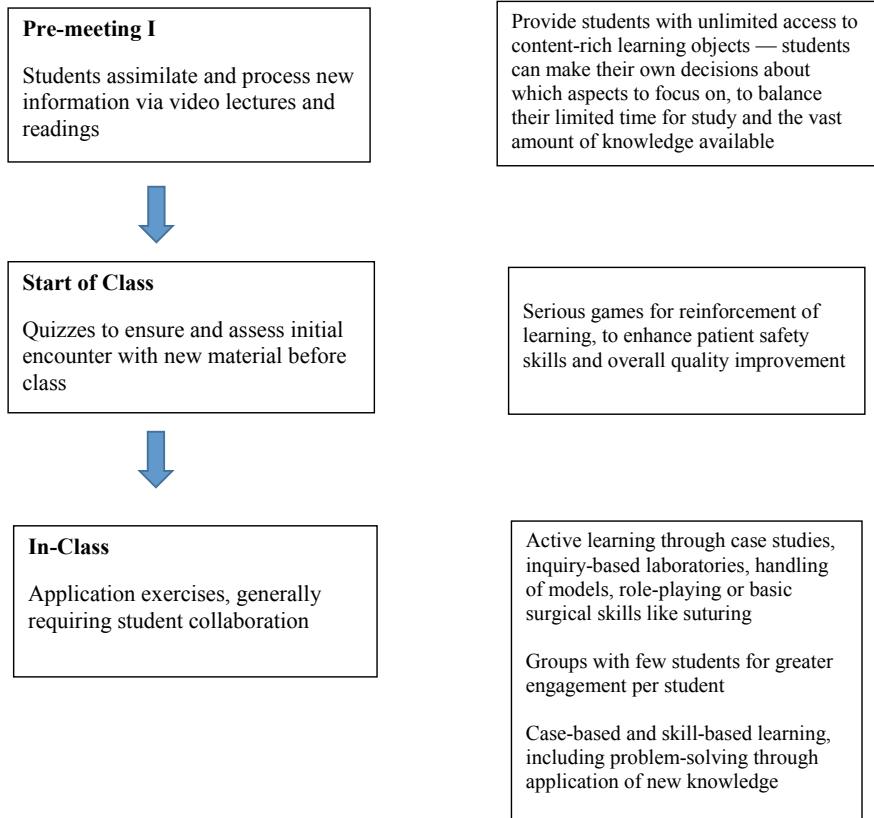 Pre-meeting I
Students assimilate and process new
information via video lectures and
readings
Provide students with unlimited access to
content-rich learning objects — students
can make their own decisions about
which aspects to focus on, to balance
their limited time for study and the vast
amount of knowledge available
Start of Class
Quizzes to ensure and assess initial
encounter with new material before
class
Serious games for reinforcement of
learning, to enhance patient safety
skills and overall quality improvement
In-Class
Application exercises, generally
requiring student collaboration
Active learning through case studies,
inquiry-based laboratories, handling
of models, role-playing or basic
surgical skills like suturing
Groups with few students for greater
engagement per student
Case-based and skill-based learning,
including problem-solving through
application of new knowledge